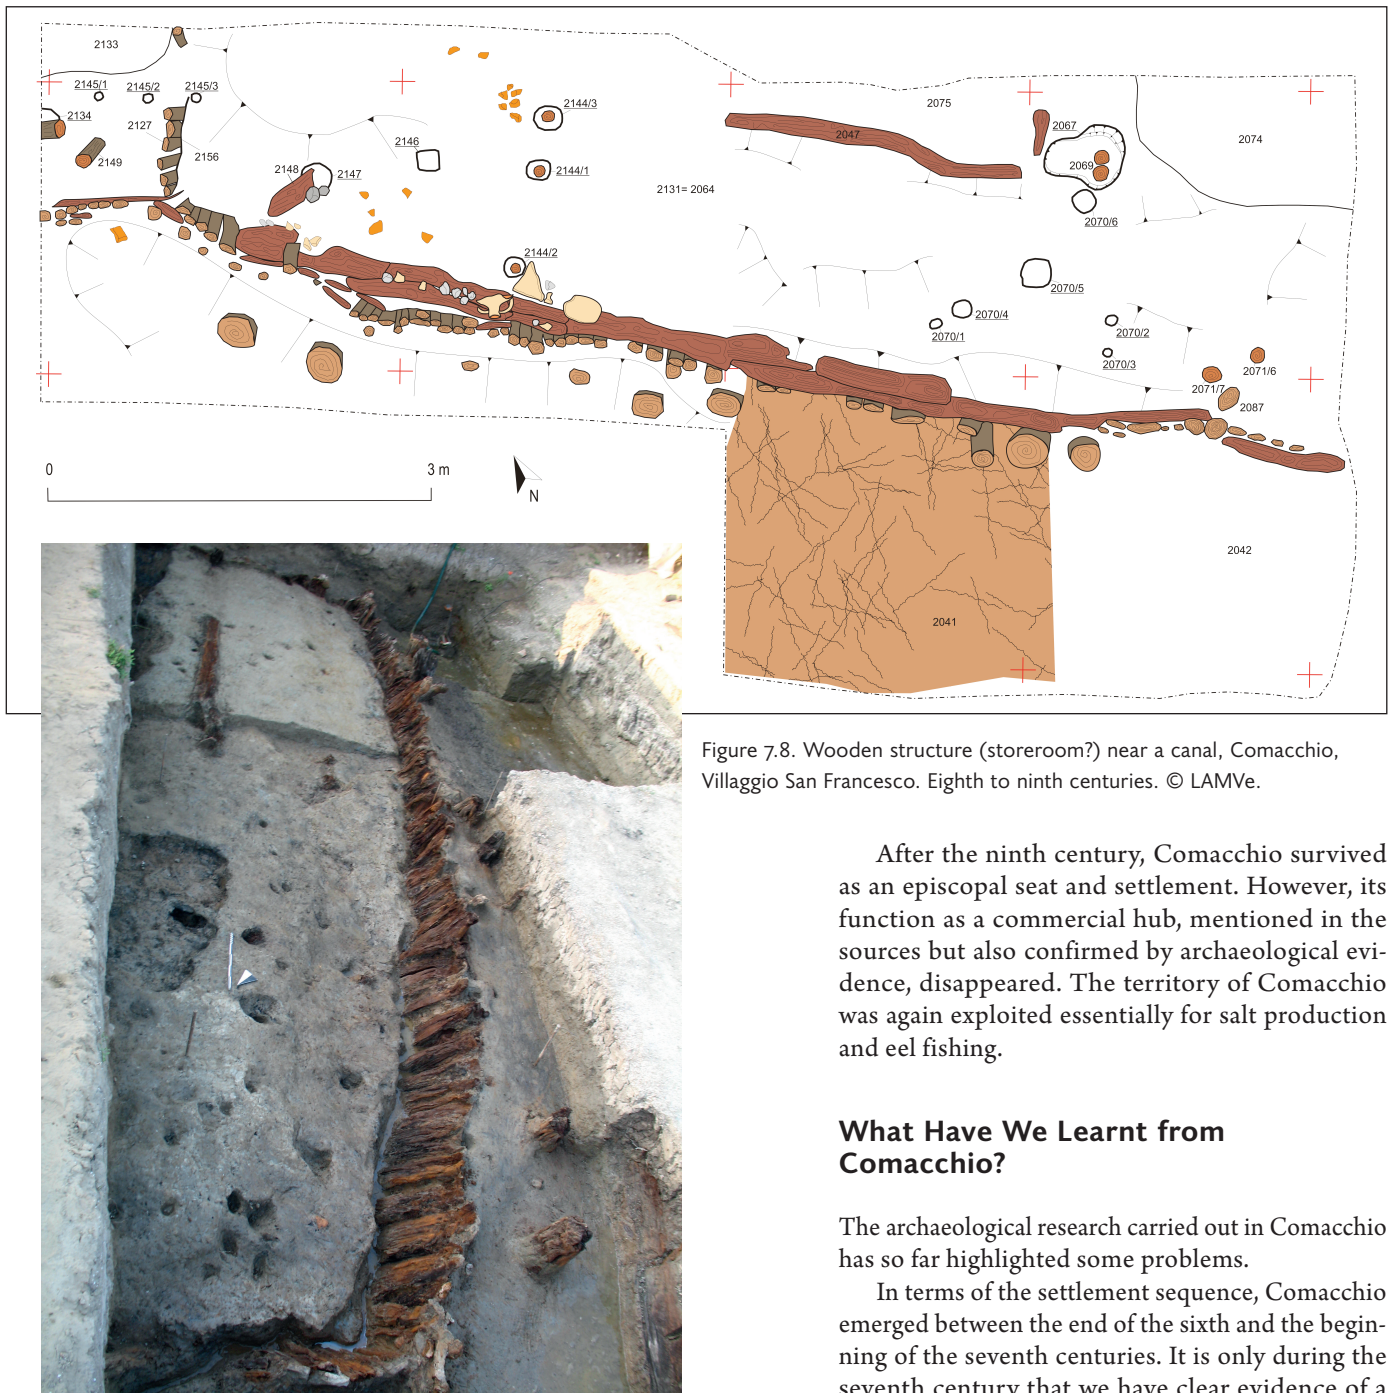 2133
2145/1
2145/2
2145/3
2134
2127
2149
2156
2148
2147
2146
2144/3
2144/1
2144/2
2131= 2064
2075
2047
2067
2069
2074
2070/6
2070/5
2070/4
2070/1
2070/2
2070/3
2071/6
2071/7
2087
2042
2041
0
3 m
N
Figure 7.8. Wooden structure (storeroom?) near a canal, Comacchio,
Villaggio San Francesco. Eighth to ninth centuries. © LAMVe.
After the ninth century, Comacchio survived
as an episcopal seat and settlement. However, its
function as a commercial hub, mentioned in the
sources but also confirmed by archaeological evi-
dence, disappeared. The territory of Comacchio
was again exploited essentially for salt production
and eel fishing.
What Have We Learnt from
Comacchio?
The archaeological research carried out in Comacchio
has so far highlighted some problems.
In terms of the settlement sequence, Comacchio
emerged between the end of the sixth and the begin-
ning of the seventh centuries. It is only during the
seventh century that we have clear evidence of a